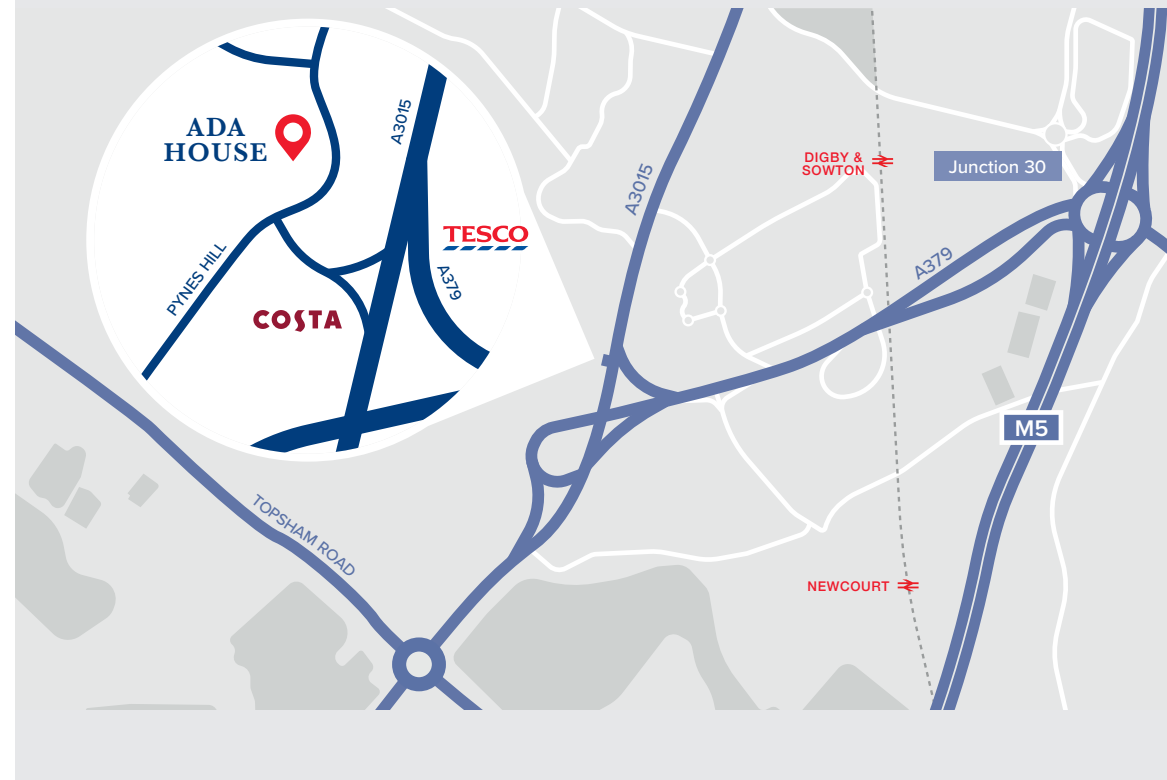 ADA
HOUSE
A3015
TESCO
A379
PYNES HILL
COSTA
A3015
DIGBY &
SOWTON
Junction 30
A379
M5
TOPSHAM ROAD
NEWCOURT